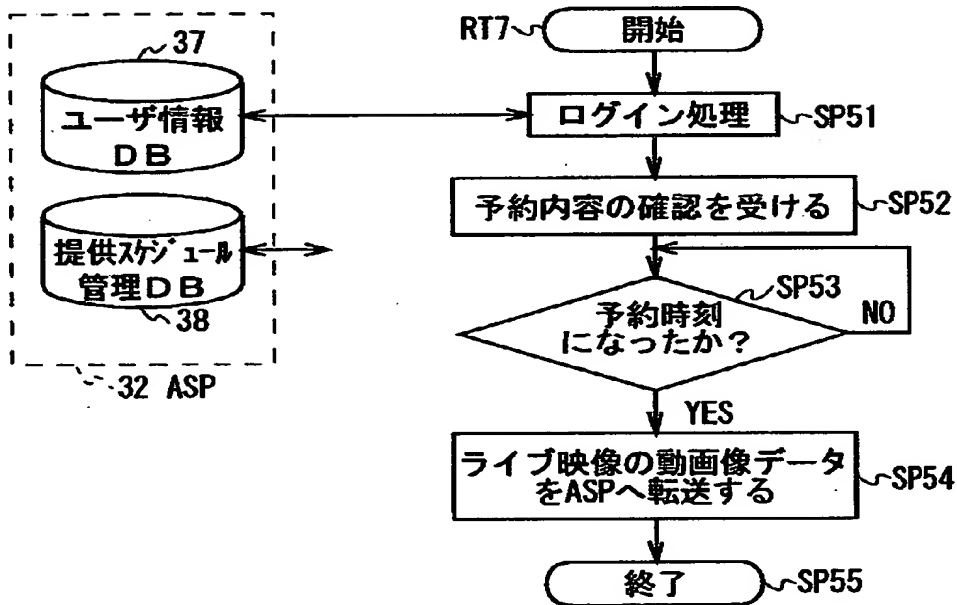 37
ユーザ情報
DB
提供スケジュール
管理DB
38
32 ASP
RT7
開始
ログイン処理
SP51
予約内容の確認を受ける
SP52
SP53
予約時刻
になったか?
NO
YES
ライブ映像の動画像データ
をASPへ転送する
SP54
終了
SP55